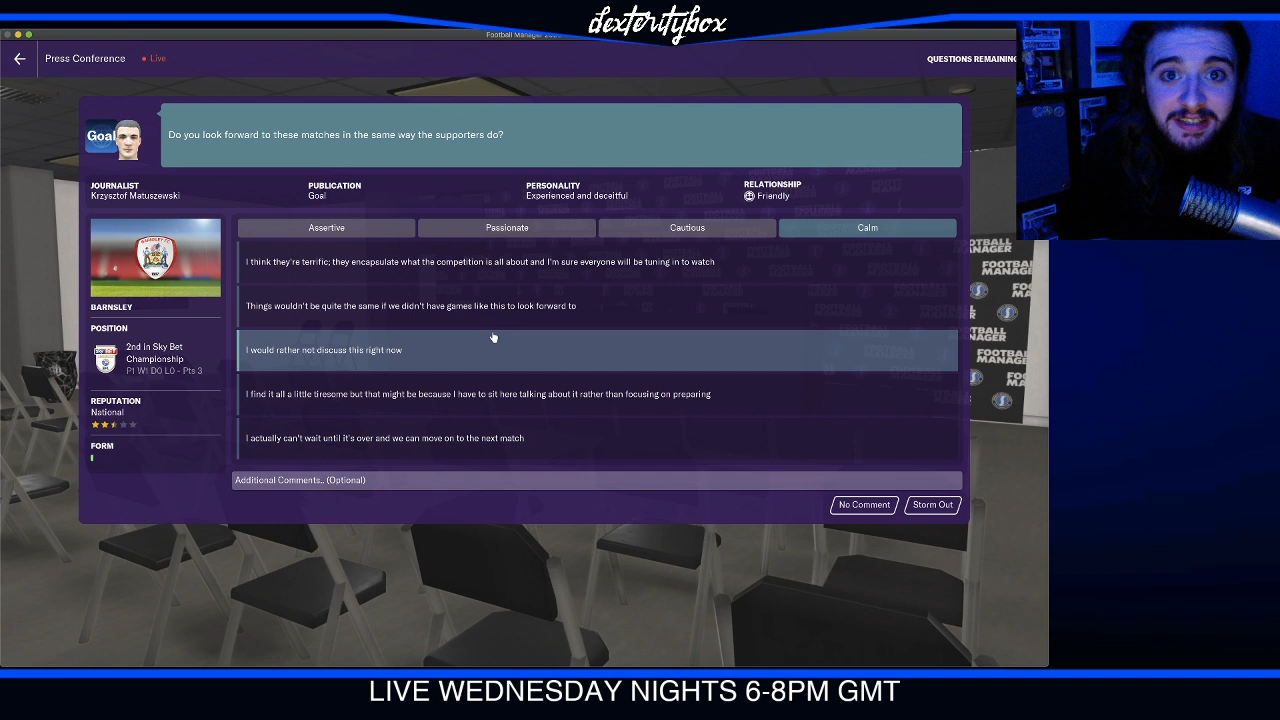 dexteritybox
Football Manager 20
Press Conference
Live
QUESTIONS REMAINING
Goal
Do you look forward to these matches in the same way the supporters do?
JOURNALIST
Krzysztof Matuszewski
PUBLICATION
Goal
PERSONALITY
Experienced and deceitful
RELATIONSHIP
Friendly
Assertive
Passionate
Cautious
Calm
I think they're terrific; they encapsulate what the competition is all about and I'm sure everyone will be tuning in to watch
Things wouldn't be quite the same if we didn't have games like this to look forward to
I would rather not discuss this right now
I find it all a little tiresome but that might be because I have to sit here talking about it rather than focusing on preparing
I actually can't wait until it's over and we can move on to the next match
BARNSLEY
POSITION
2nd in Sky Bet
Championship
P1 W1 D0 L0 - Pts 3
REPUTATION
National
FORM
Additional Comments.. (Optional)
No Comment
Storm Out
FOOTBALL
MANAGER
LIVE WEDNESDAY NIGHTS 6-8PM GMT